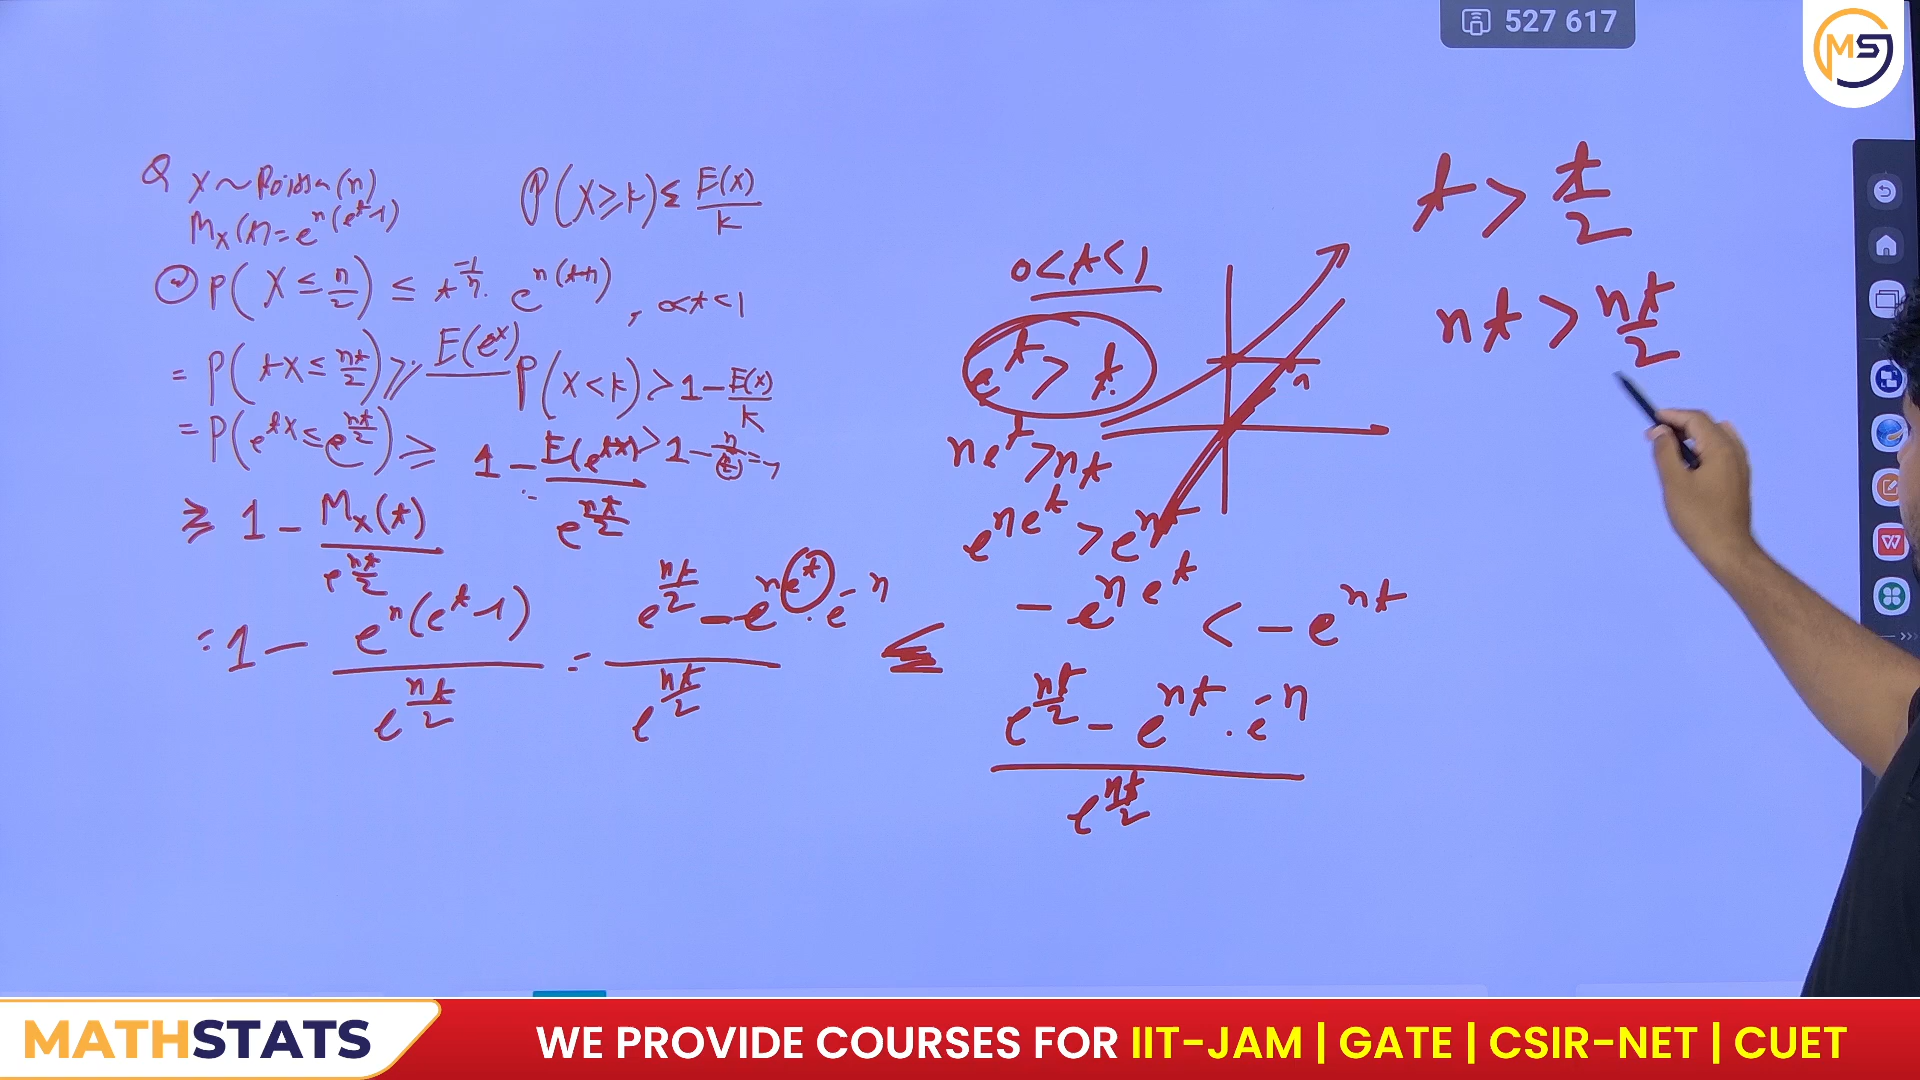 527 617
MS
Q X ~ Poisson(n)
M_X(t) = e^{n(e^t-1)}
P(X ≥ k) ≤ E(X)/k
P(X ≤ n/2) ≤ t^{-1/n} · e^{n(t+n)}, 0<t<1
= P(tX ≤ nt/2) ≥ E(e^x)
P(X < k) > 1 - E(X)/k
= P(e^{tX} ≤ e^{nt/2}) ≥ 1 - E(e^{tX})/e^{nt/2}
≥ 1 - M_X(t)/e^{nt/2}
= 1 - e^{n(e^t-1)}/e^{nt/2} = (e^{nt/2} - e^{ne^t} · e^{-n})/e^{nt/2} ≤
0 < t < 1
e^t > t
ne^t > nt
e^{ne^t} > e^{nt}
- e^{ne^t} < - e^{nt}
(e^{nt/2} - e^{nt} · e^{-n})/e^{nt/2}
t > t/2
nt > nt/2
MATHSTATS
WE PROVIDE COURSES FOR IIT-JAM | GATE | CSIR-NET | CUET